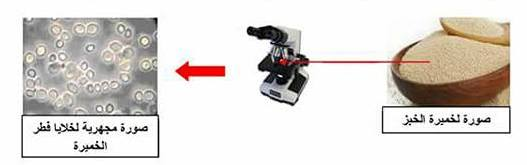 صورة لخميرة الخبز
صورة مجهرية لخلايا فطر
الخميرة